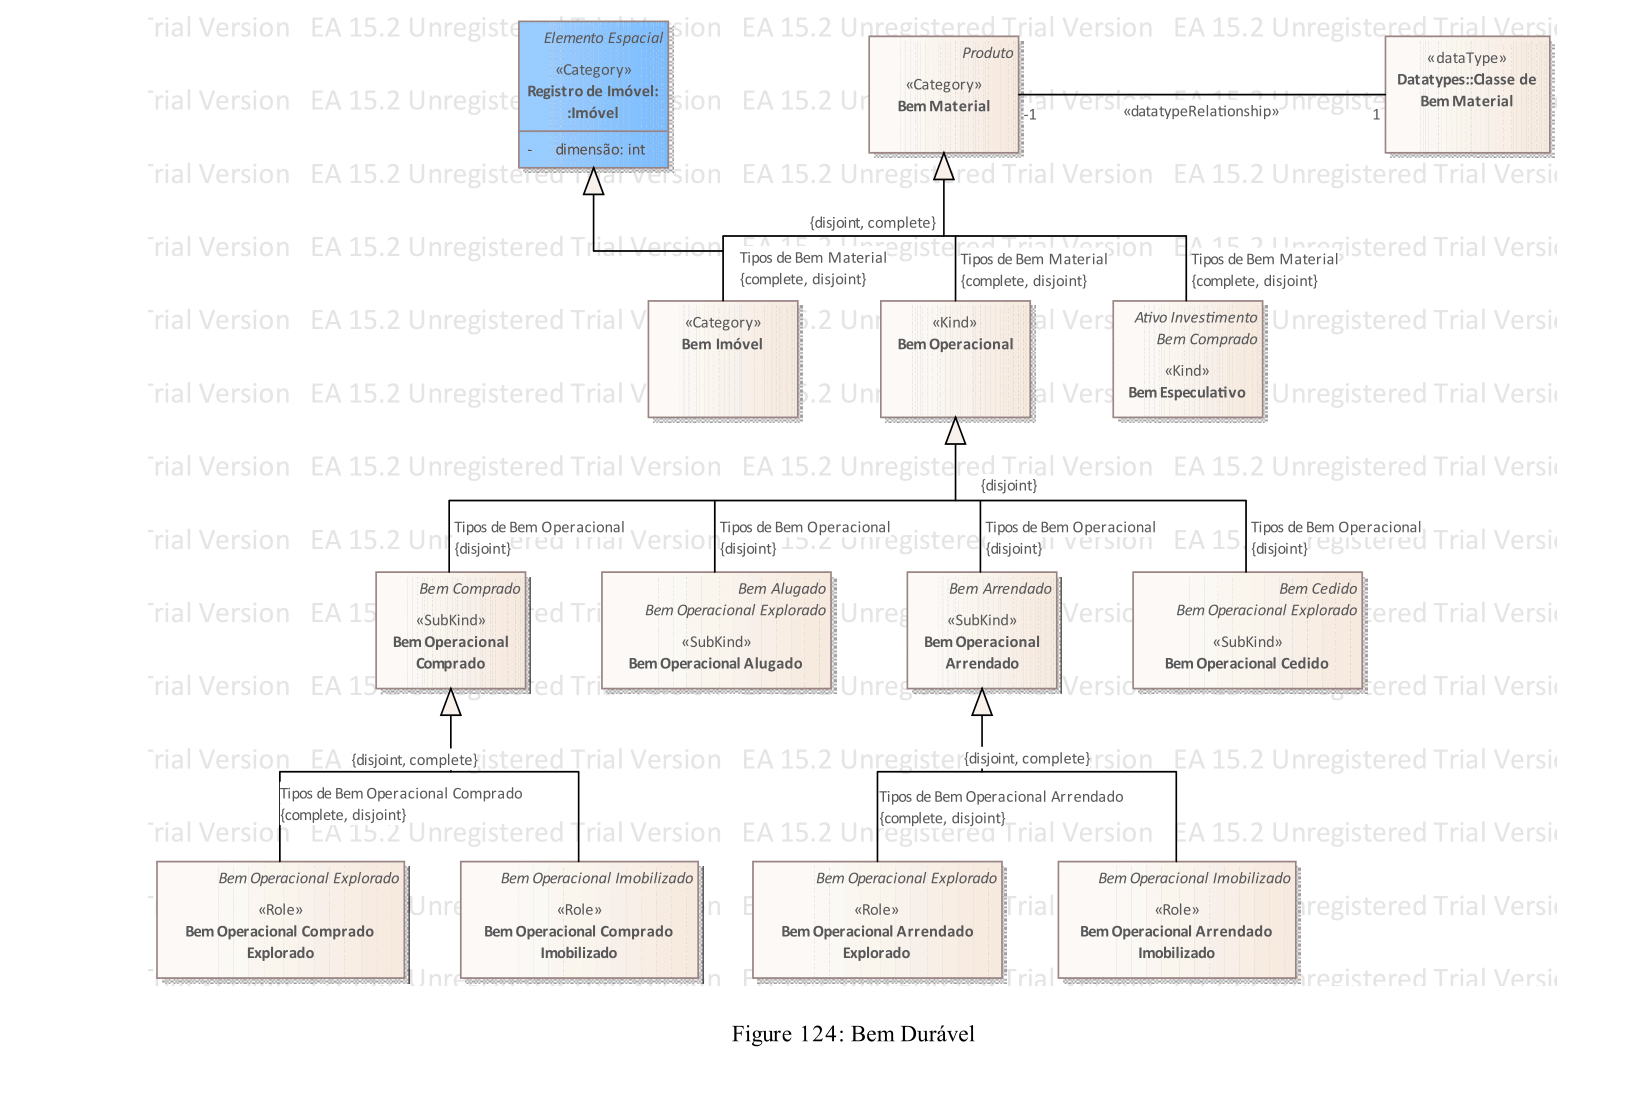 Elemento Espacial
«Category»
Registro de Imóvel:
:Imóvel
- dimensão: int
Produto
«Category»
Bem Material
-1
«datatypeRelationship»
1
«dataType»
Datatypes::Classe de
Bem Material
{disjoint, complete}
Tipos de Bem Material
{complete, disjoint}
Tipos de Bem Material
{complete, disjoint}
Tipos de Bem Material
{complete, disjoint}
«Category»
Bem Imóvel
«Kind»
Bem Operacional
Ativo Investimento
Bem Comprado
«Kind»
Bem Especulativo
{disjoint}
Tipos de Bem Operacional
{disjoint}
Tipos de Bem Operacional
{disjoint}
Tipos de Bem Operacional
{disjoint}
Tipos de Bem Operacional
{disjoint}
Bem Comprado
«SubKind»
Bem Operacional
Comprado
Bem Alugado
Bem Operacional Explorado
«SubKind»
Bem Operacional Alugado
Bem Arrendado
«SubKind»
Bem Operacional
Arrendado
Bem Cedido
Bem Operacional Explorado
«SubKind»
Bem Operacional Cedido
{disjoint, complete}
Tipos de Bem Operacional Comprado
{complete, disjoint}
{disjoint, complete}
Tipos de Bem Operacional Arrendado
{complete, disjoint}
Bem Operacional Explorado
«Role»
Bem Operacional Comprado
Explorado
Bem Operacional Imobilizado
«Role»
Bem Operacional Comprado
Imobilizado
Bem Operacional Explorado
«Role»
Bem Operacional Arrendado
Explorado
Bem Operacional Imobilizado
«Role»
Bem Operacional Arrendado
Imobilizado
Figure 124: Bem Durável